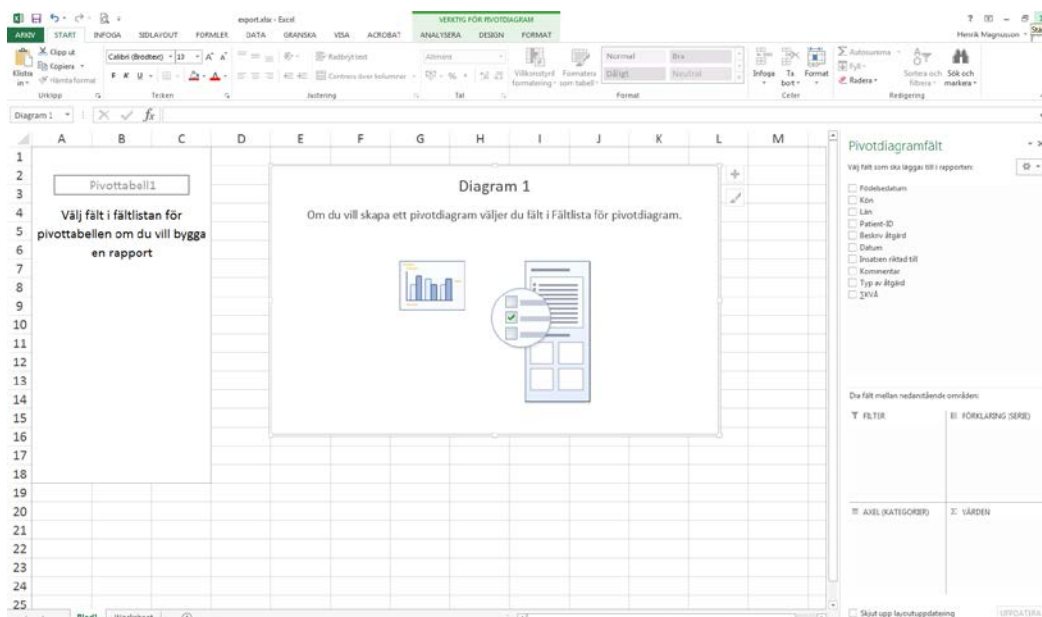 export.xlsx - Excel
VERKTYG FÖR PIVOTDIAGRAM
ARKIV START INFOGA SIDLAYOUT FORMLER DATA GRANSKA VISA ACROBAT ANALYSERA DESIGN FORMAT
Henrik Magnusson
Klistra in
Klipp ut
Kopiera
Hämta format
Urklipp
Calibri (Brödtext)
F K U
Tecken
Radbryt text
Centrera över kolumner
Justering
Allmänt
Tal
Villkorsstyrd formatering
Formatera som tabell
Normal Bra
Dåligt Neutral
Format
Infoga
Ta bort
Format
Celler
Autosumma
Fyll
Radera
Sortera och filtrera
Sök och markera
Redigering
Diagram 1
A B C D E F G H I J K L M
1
2
3
4
5
6
7
8
9
10
11
12
13
14
15
16
17
18
19
20
21
22
23
24
25
Pivottabell1
Välj fält i fältlistan för
pivottabellen om du vill bygga
en rapport
Diagram 1
Om du vill skapa ett pivotdiagram väljer du fält i Fältlista för pivotdiagram.
Pivotdiagramfält
Välj fält som ska läggas till i rapporten:
Födelsedatum
Kön
Län
Patient-ID
Beskriv åtgärd
Datum
Insatsen riktad till
Kommentar
Typ av åtgärd
Dra fält mellan nedanstående områden:
FILTER
FÖRKLARING (SERIE)
AXEL (KATEGORIER)
VÄRDEN
Blad1 Worksheet
Skjut upp layoutuppdatering
UPPDATERA